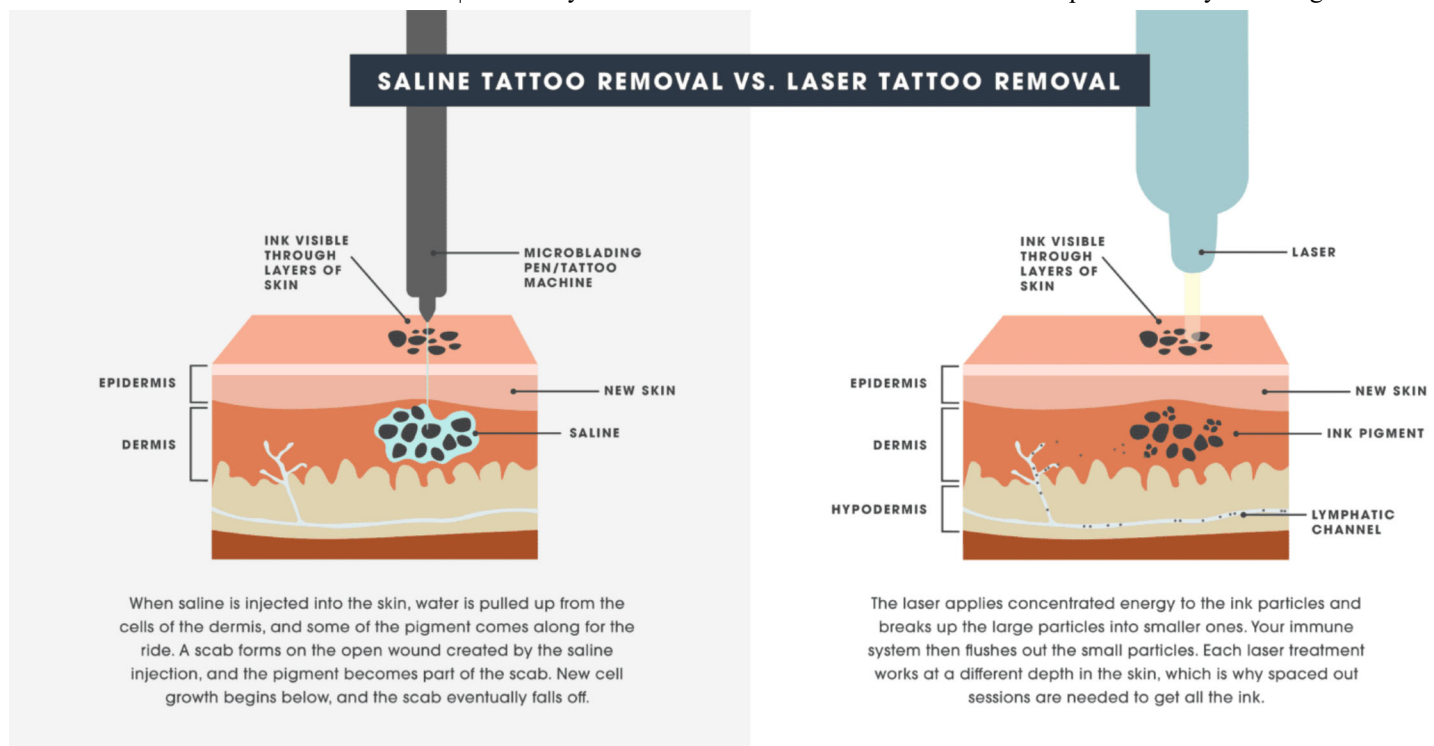 SALINE TATTOO REMOVAL VS. LASER TATTOO REMOVAL
INK VISIBLE
THROUGH
LAYERS OF
SKIN
MICROBLADING
PEN/TATTOO
MACHINE
EPIDERMIS
NEW SKIN
DERMIS
SALINE
When saline is injected into the skin, water is pulled up from the
cells of the dermis, and some of the pigment comes along for the
ride. A scab forms on the open wound created by the saline
injection, and the pigment becomes part of the scab. New cell
growth begins below, and the scab eventually falls off.
INK VISIBLE
THROUGH
LAYERS OF
SKIN
LASER
EPIDERMIS
NEW SKIN
DERMIS
INK PIGMENT
HYPODERMIS
LYMPHATIC
CHANNEL
The laser applies concentrated energy to the ink particles and
breaks up the large particles into smaller ones. Your immune
system then flushes out the small particles. Each laser treatment
works at a different depth in the skin, which is why spaced out
sessions are needed to get all the ink.